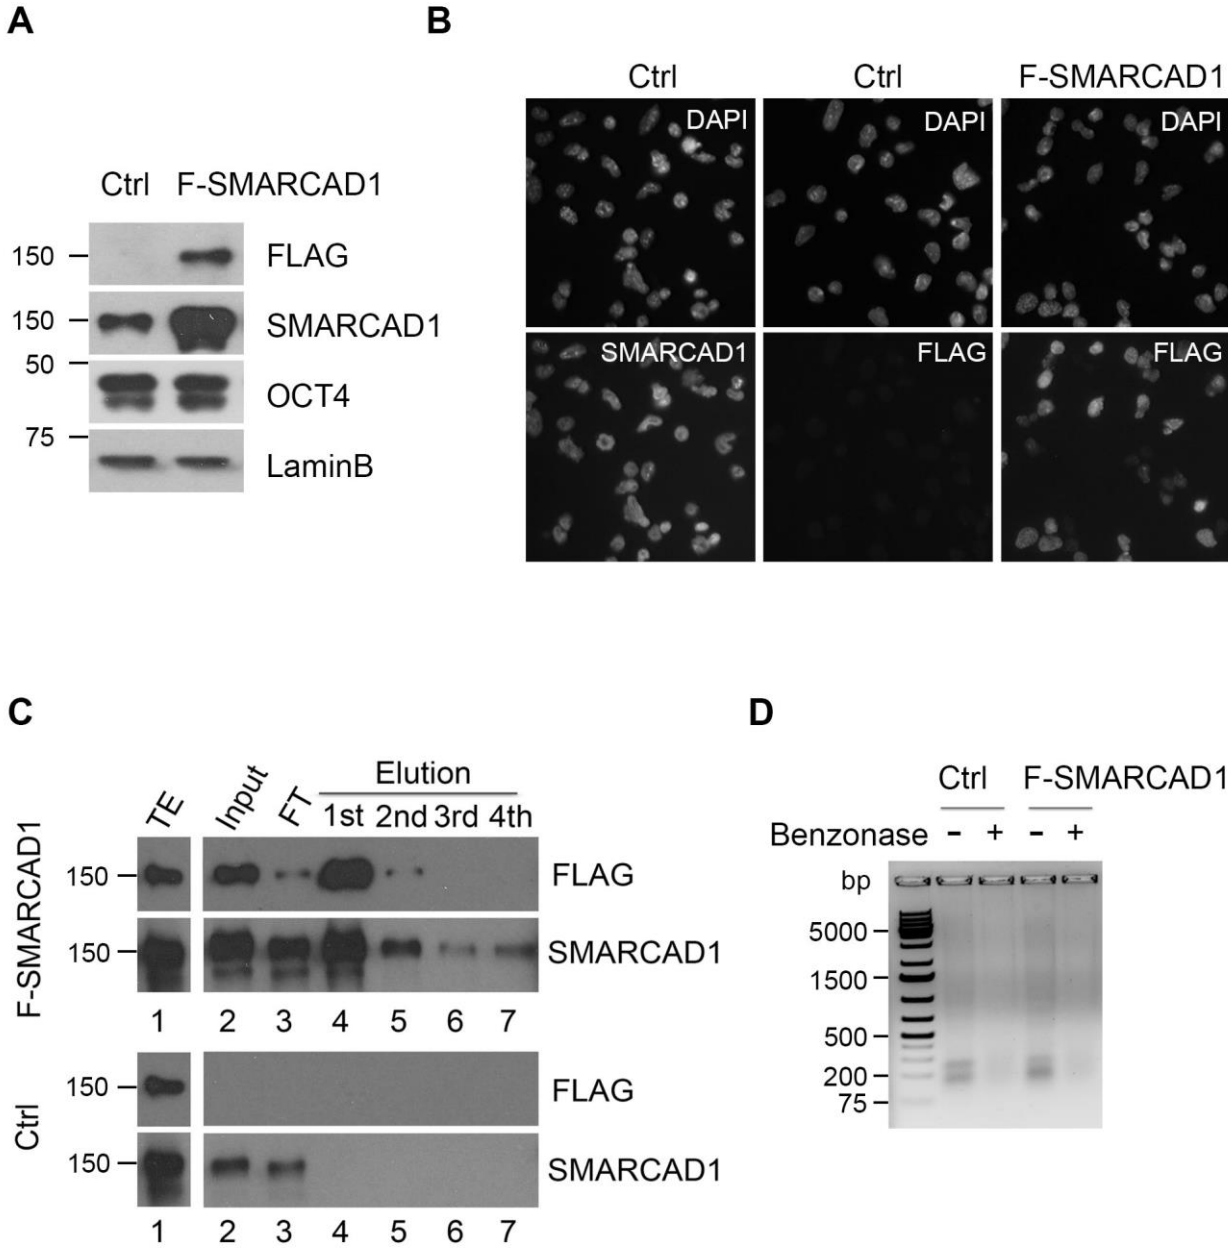 A
Ctrl F-SMARCAD1
150 FLAG
150 SMARCAD1
50
OCT4
75
LaminB
B
Ctrl Ctrl F-SMARCAD1
DAPI DAPI DAPI
SMARCAD1 FLAG FLAG
C
F-SMARCAD1
TE Input FT Elution
1st 2nd 3rd 4th
150 FLAG
150 SMARCAD1
1 2 3 4 5 6 7
Ctrl
150 FLAG
150 SMARCAD1
1 2 3 4 5 6 7
D
Ctrl F-SMARCAD1
Benzonase - + - +
bp
5000
1500
500
200
75